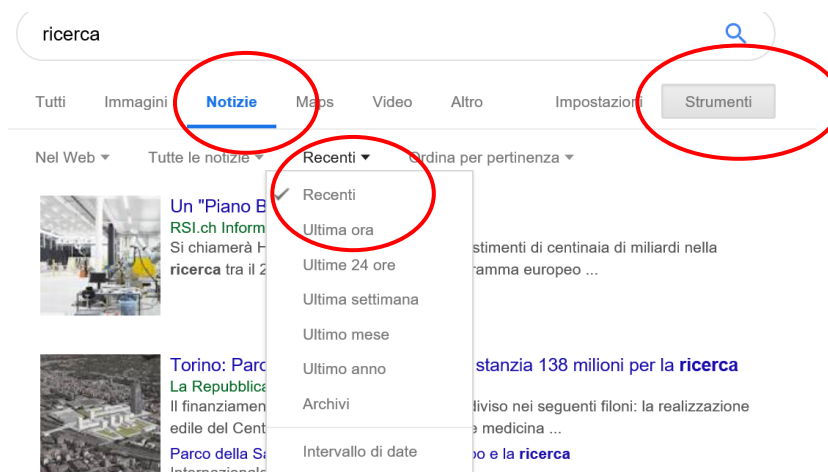 ricerca
Tutti Immagini Notizie Maps Video Altro Impostazioni Strumenti
Nel Web Tutte le notizie Recenti Ordina per pertinenza
Recenti
Ultima ora
Ultime 24 ore
Ultima settimana
Ultimo mese
Ultimo anno
Archivi
Intervallo di date
Un "Piano B
RSI.ch Inform
Si chiamerà H stimenti di centinaia di miliardi nella
ricerca tra il 2 ramma europeo ...
Torino: Parc stanzia 138 milioni per la ricerca
La Repubblica
Il finanziamen diviso nei seguenti filoni: la realizzazione
edile del Cent e medicina ...
Parco della Sa po e la ricerca